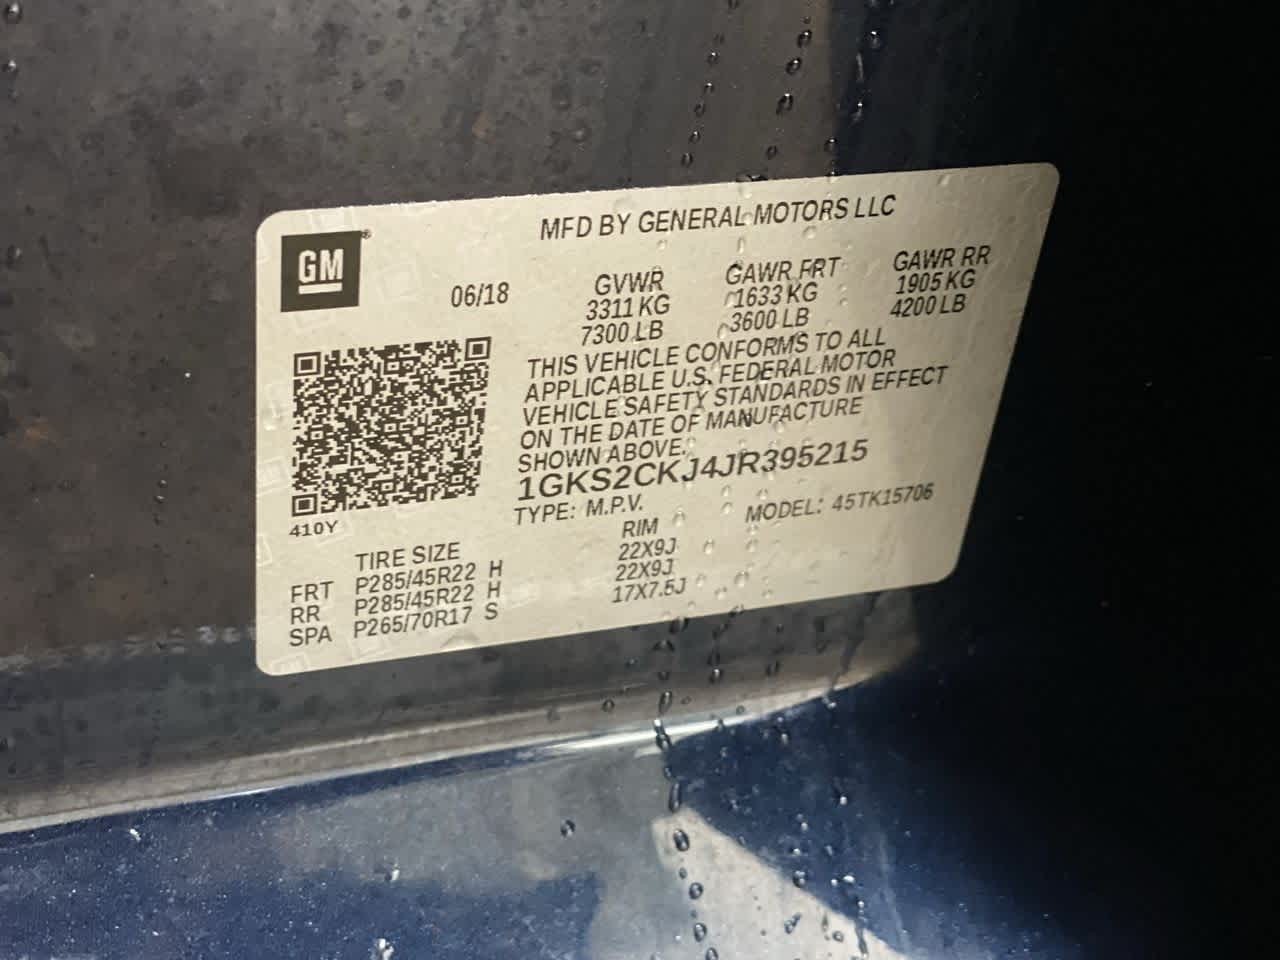 MFD BY GENERAL MOTORS LLC
GM®
06/18
GVWR GAWR FRT GAWR RR
3311 KG 1633 KG 1905 KG
7300 LB 3600 LB 4200 LB
THIS VEHICLE CONFORMS TO ALL
APPLICABLE U.S. FEDERAL MOTOR
VEHICLE SAFETY STANDARDS IN EFFECT
ON THE DATE OF MANUFACTURE
SHOWN ABOVE.
1GKS2CKJ4JR395215
TYPE: M.P.V. MODEL: 45TK15706
410Y
TIRE SIZE RIM
FRT P285/45R22 H 22X9J
RR P285/45R22 H 22X9J
SPA P265/70R17 S 17X7.5J